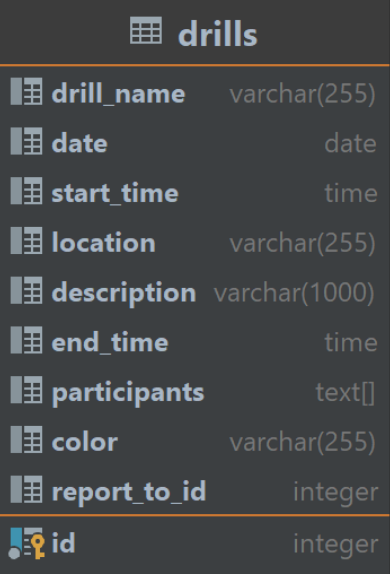 drills
drill_name varchar(255)
date date
start_time time
location varchar(255)
description varchar(1000)
end_time time
participants text[]
color varchar(255)
report_to_id integer
id integer